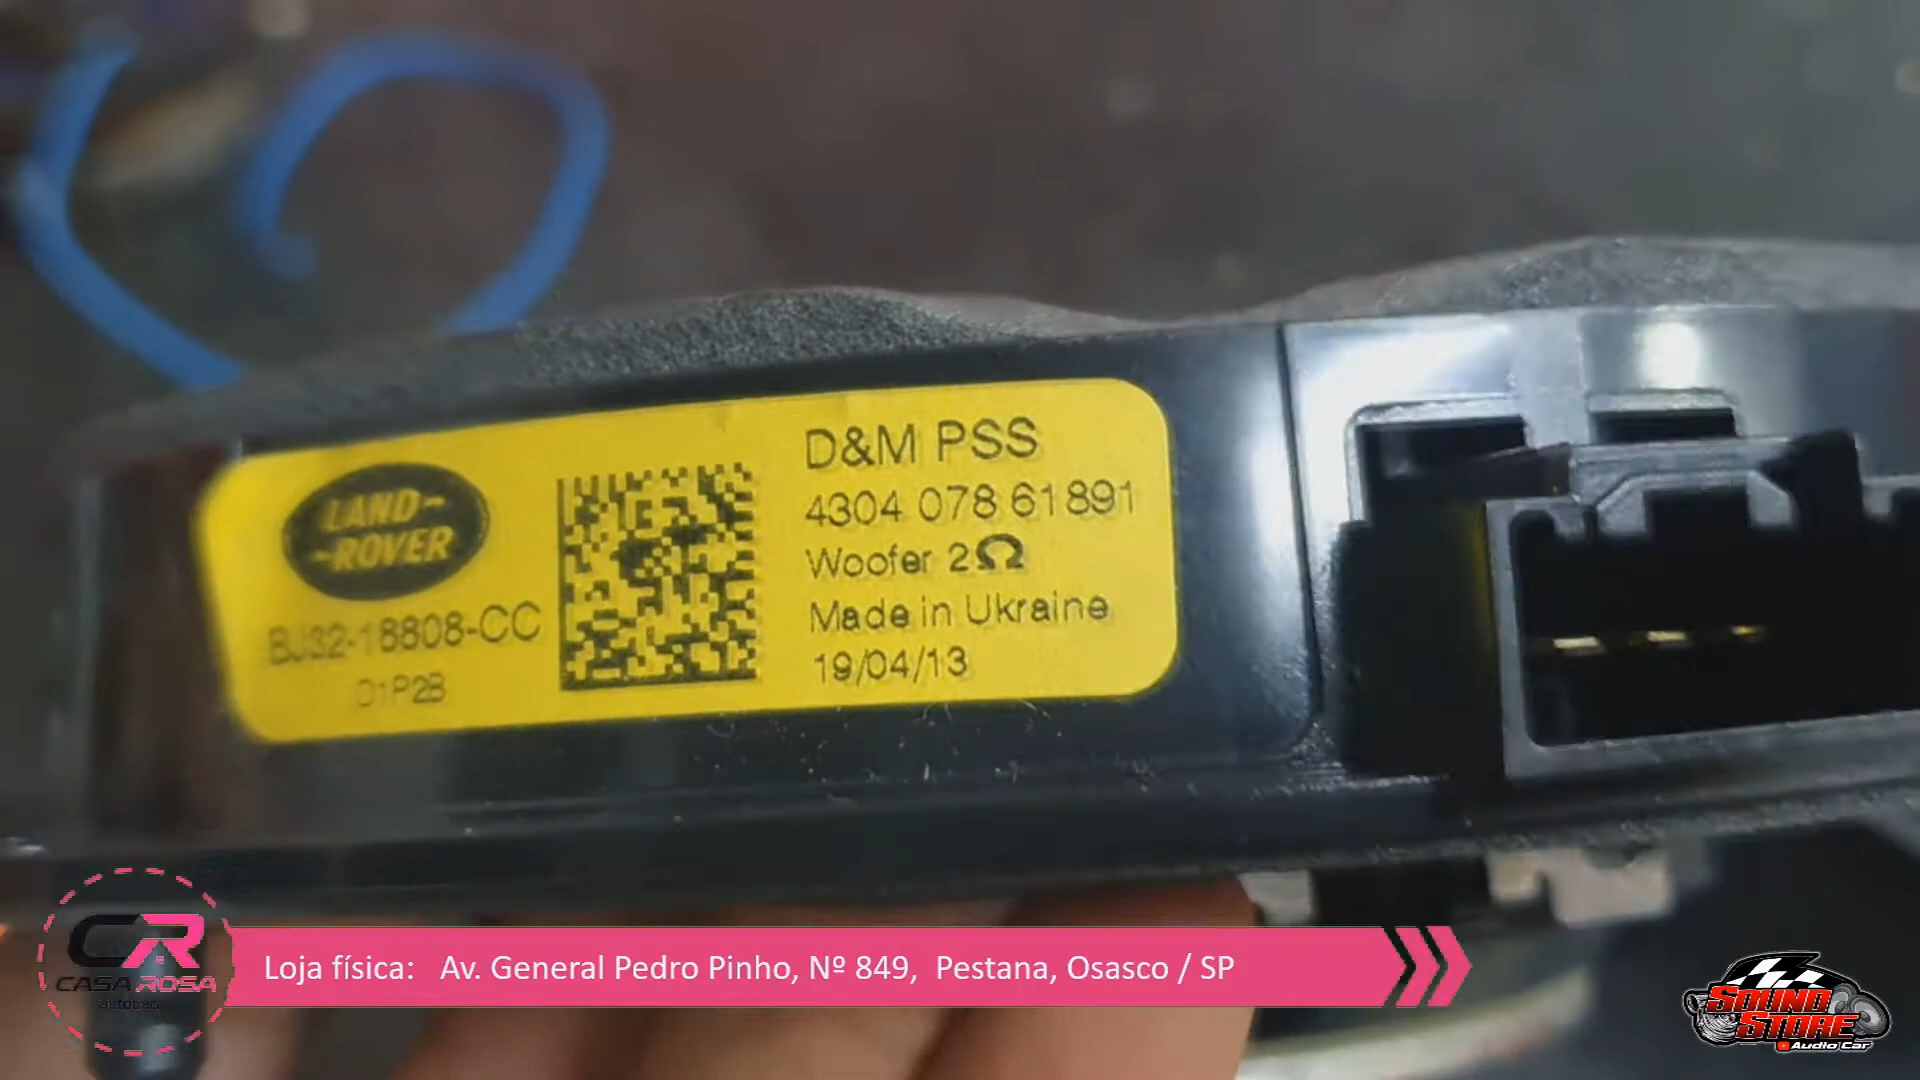 LAND-
-ROVER
BJ32-18808-CC
D1P2B
D&M PSS
4304 078 61891
Woofer 2Ω
Made in Ukraine
19/04/13
CR
CASA ROSA
Loja física: Av. General Pedro Pinho, Nº 849, Pestana, Osasco / SP
SOUND
STORE
Audio Car